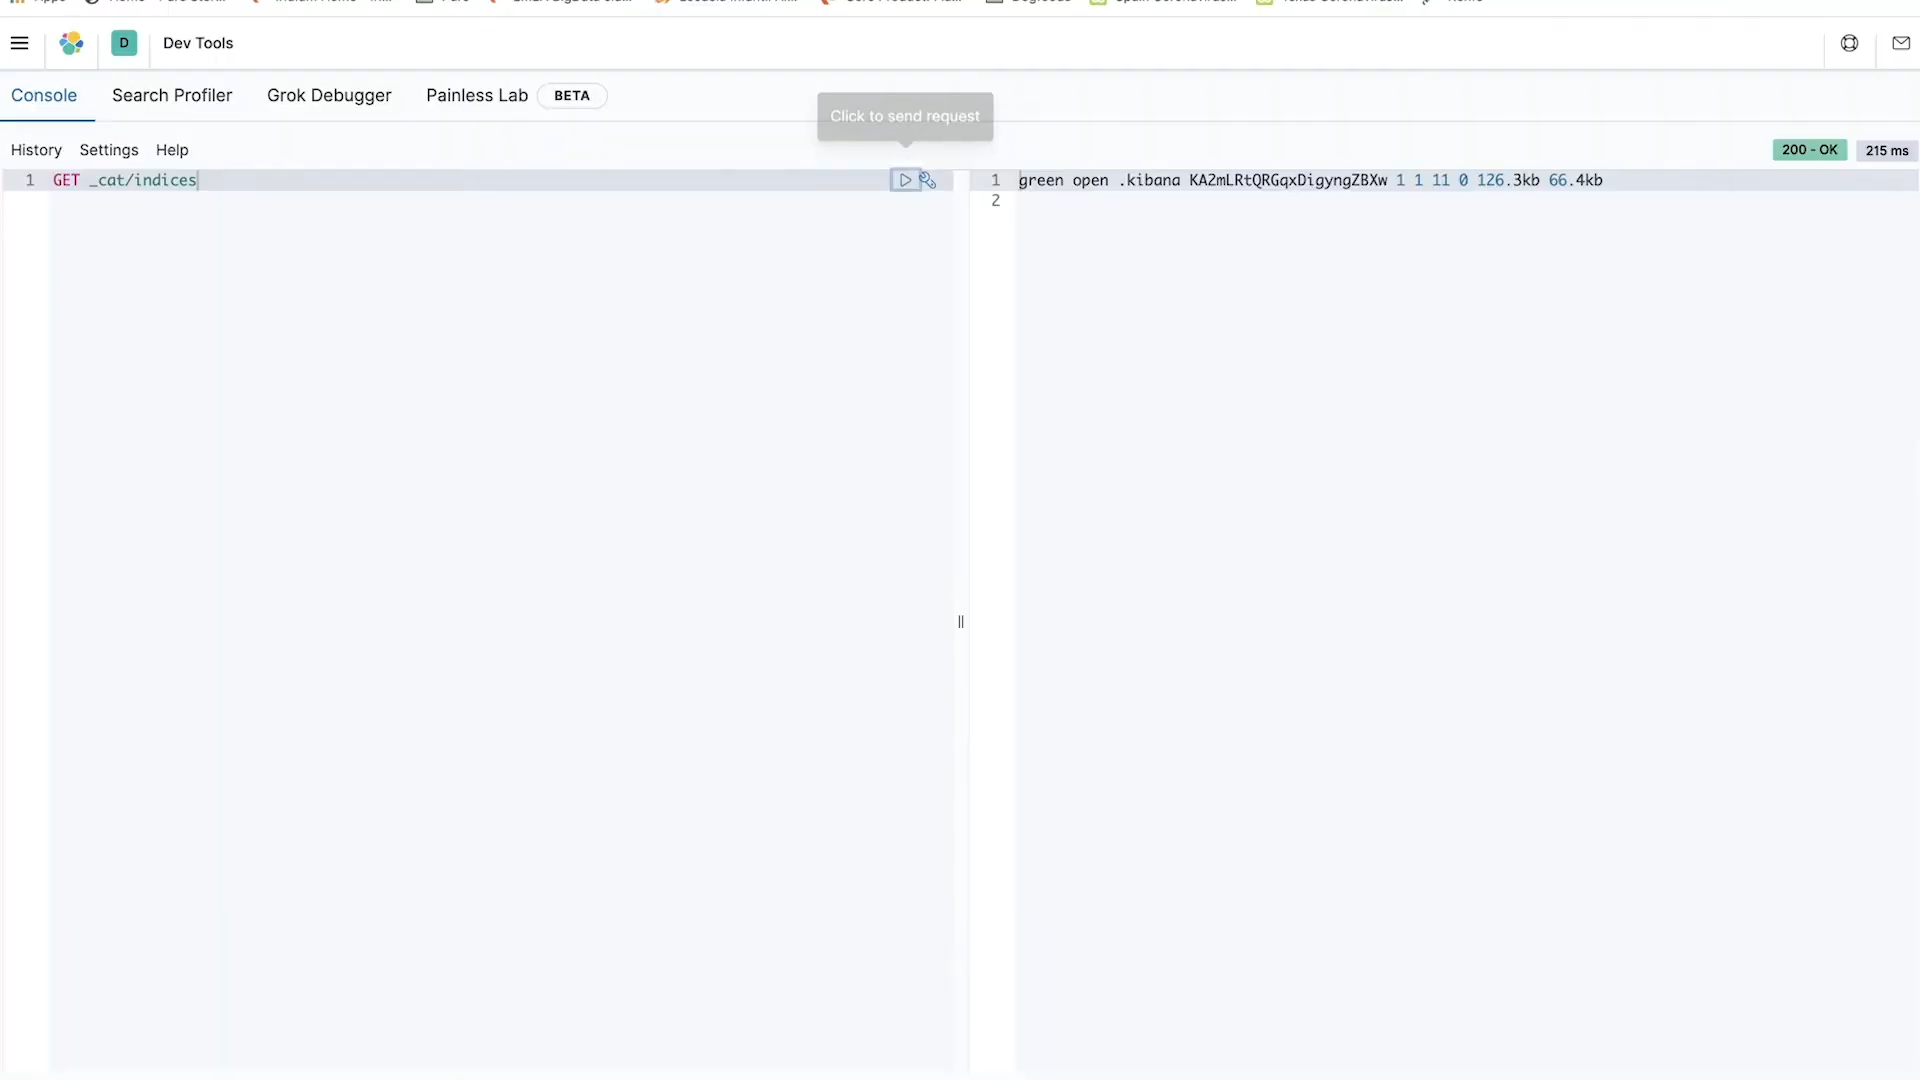 D Dev Tools
Console Search Profiler Grok Debugger Painless Lab BETA
Click to send request
History Settings Help
200 - OK 215 ms
1 GET _cat/indices
1 green open .kibana KA2mLRtQRGqxDigyngZBXw 1 1 11 0 126.3kb 66.4kb
2